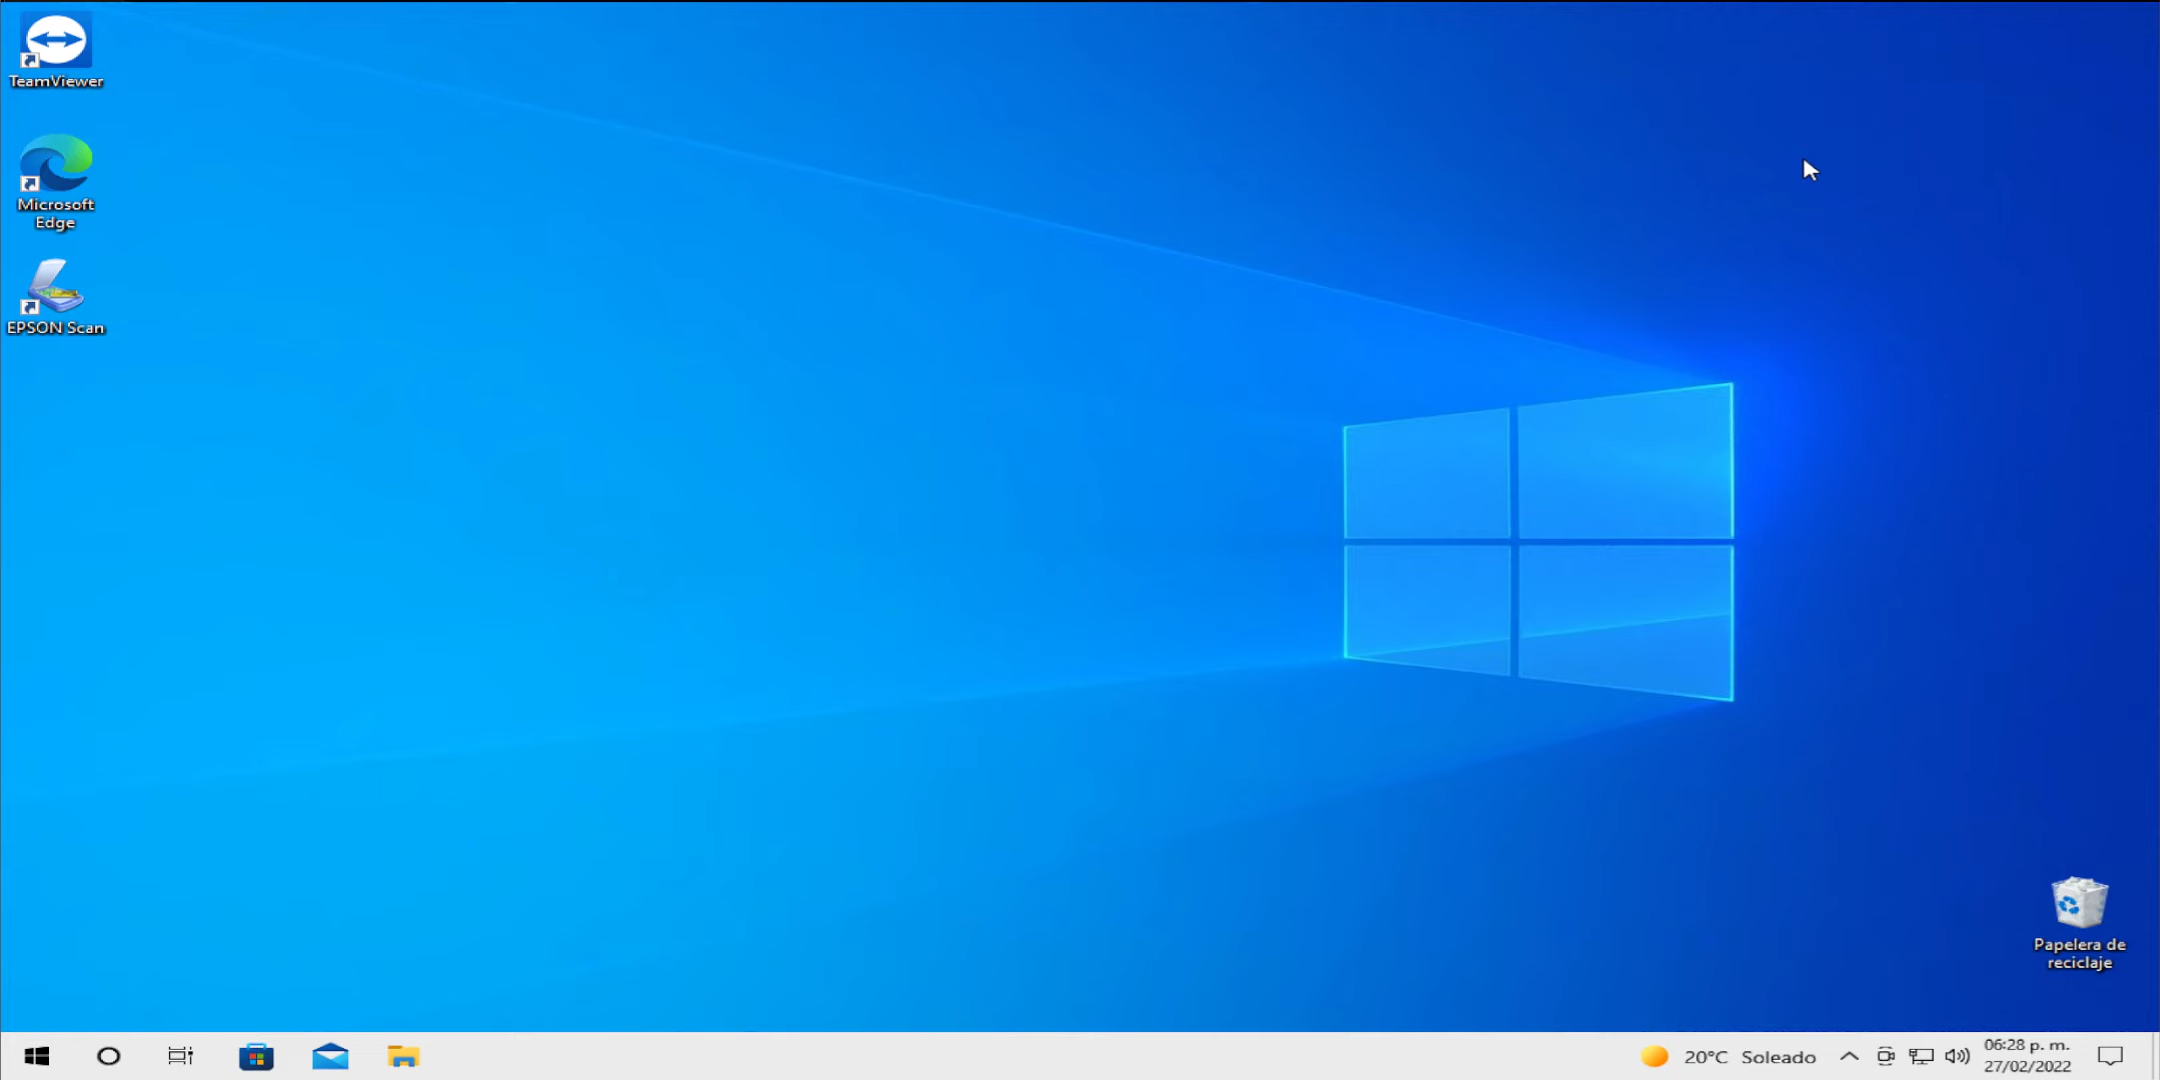 TeamViewer
Microsoft
Edge
EPSON Scan
Papelera de
reciclaje
20°C Soleado
06:28 p. m.
27/02/2022